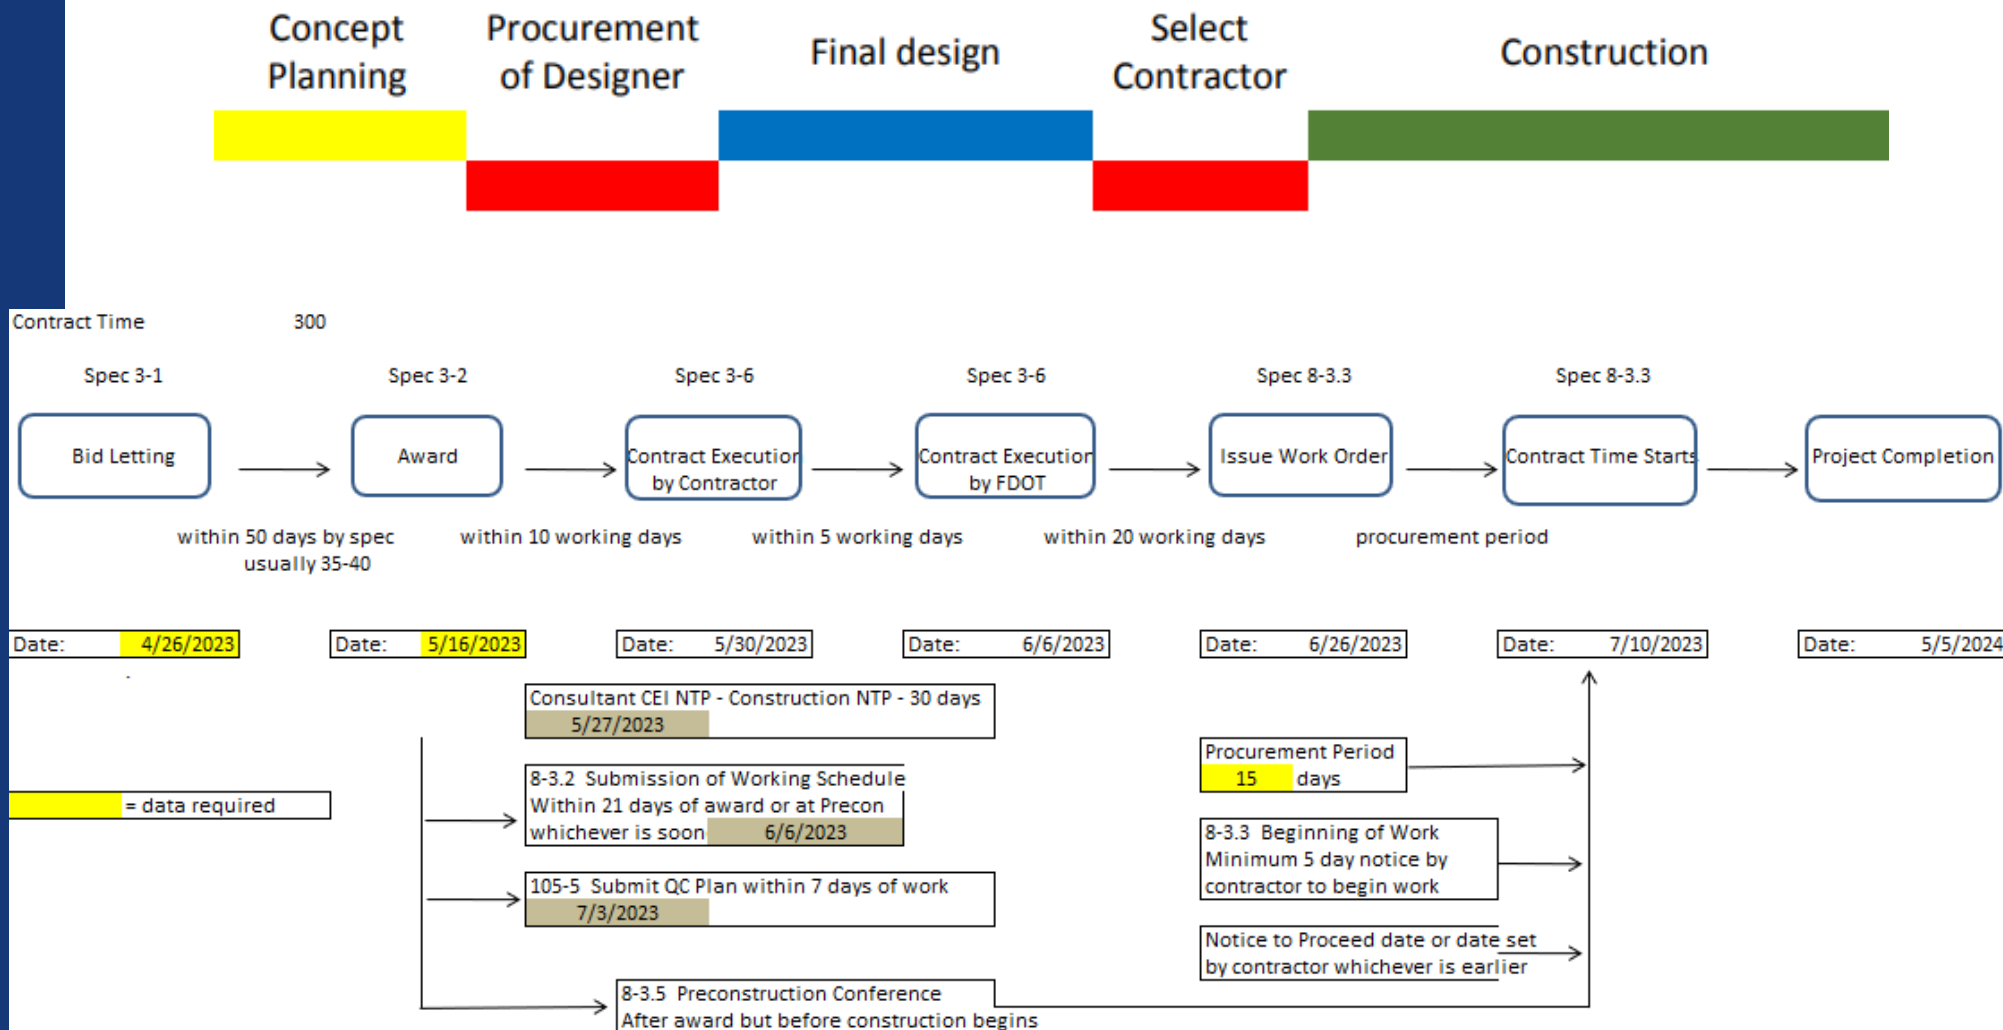 Concept
Planning
Procurement
of Designer
Final design
Select
Contractor
Construction
Contract Time 300
Spec 3-1
Spec 3-2
Spec 3-6
Spec 3-6
Spec 8-3.3
Spec 8-3.3
Bid Letting
Award
Contract Execution
by Contractor
Contract Execution
by FDOT
Issue Work Order
Contract Time Starts
Project Completion
within 50 days by spec
usually 35-40
within 10 working days
within 5 working days
within 20 working days
procurement period
Date: 4/26/2023
Date: 5/16/2023
Date: 5/30/2023
Date: 6/6/2023
Date: 6/26/2023
Date: 7/10/2023
Date: 5/5/2024
Consultant CEI NTP - Construction NTP - 30 days
5/27/2023
= data required
8-3.2 Submission of Working Schedule
Within 21 days of award or at Precon
whichever is soon 6/6/2023
105-5 Submit QC Plan within 7 days of work
7/3/2023
8-3.5 Preconstruction Conference
After award but before construction begins
Procurement Period
15 days
8-3.3 Beginning of Work
Minimum 5 day notice by
contractor to begin work
Notice to Proceed date or date set
by contractor whichever is earlier